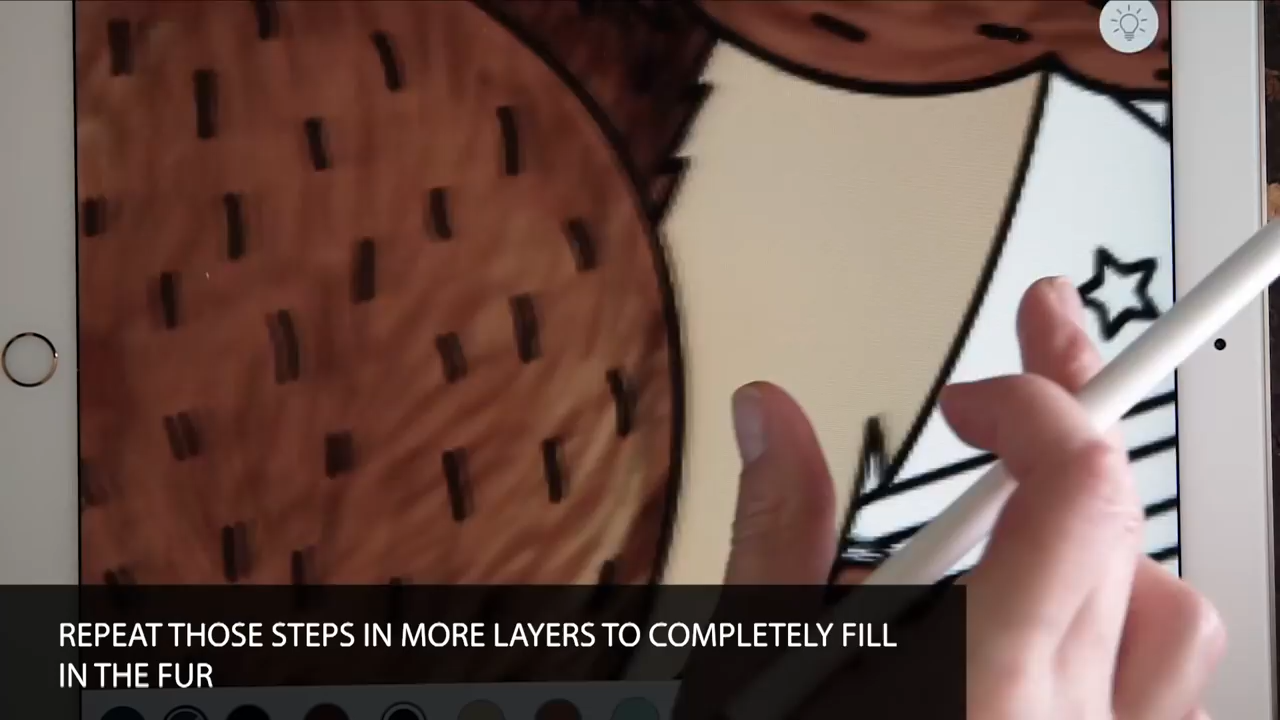 REPEAT THOSE STEPS IN MORE LAYERS TO COMPLETELY FILL
IN THE FUR